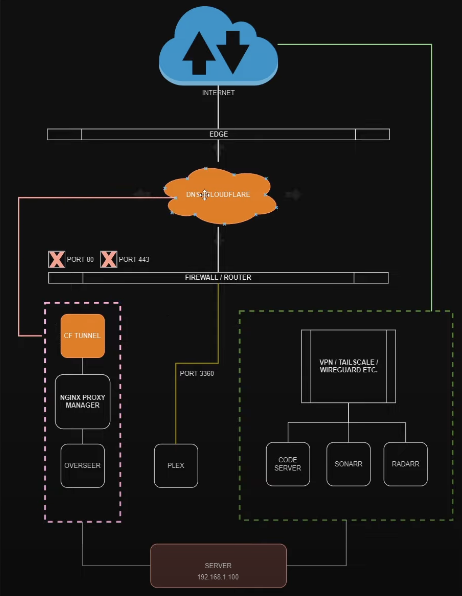 INTERNET
EDGE
DNS CLOUDFLARE
PORT 80
PORT 443
FIREWALL / ROUTER
CF TUNNEL
NGINX PROXY
MANAGER
OVERSEER
PORT 3360
PLEX
VPN / TAILSCALE /
WIREGUARD ETC.
CODE
SERVER
SONARR
RADARR
SERVER
192.168.1.100